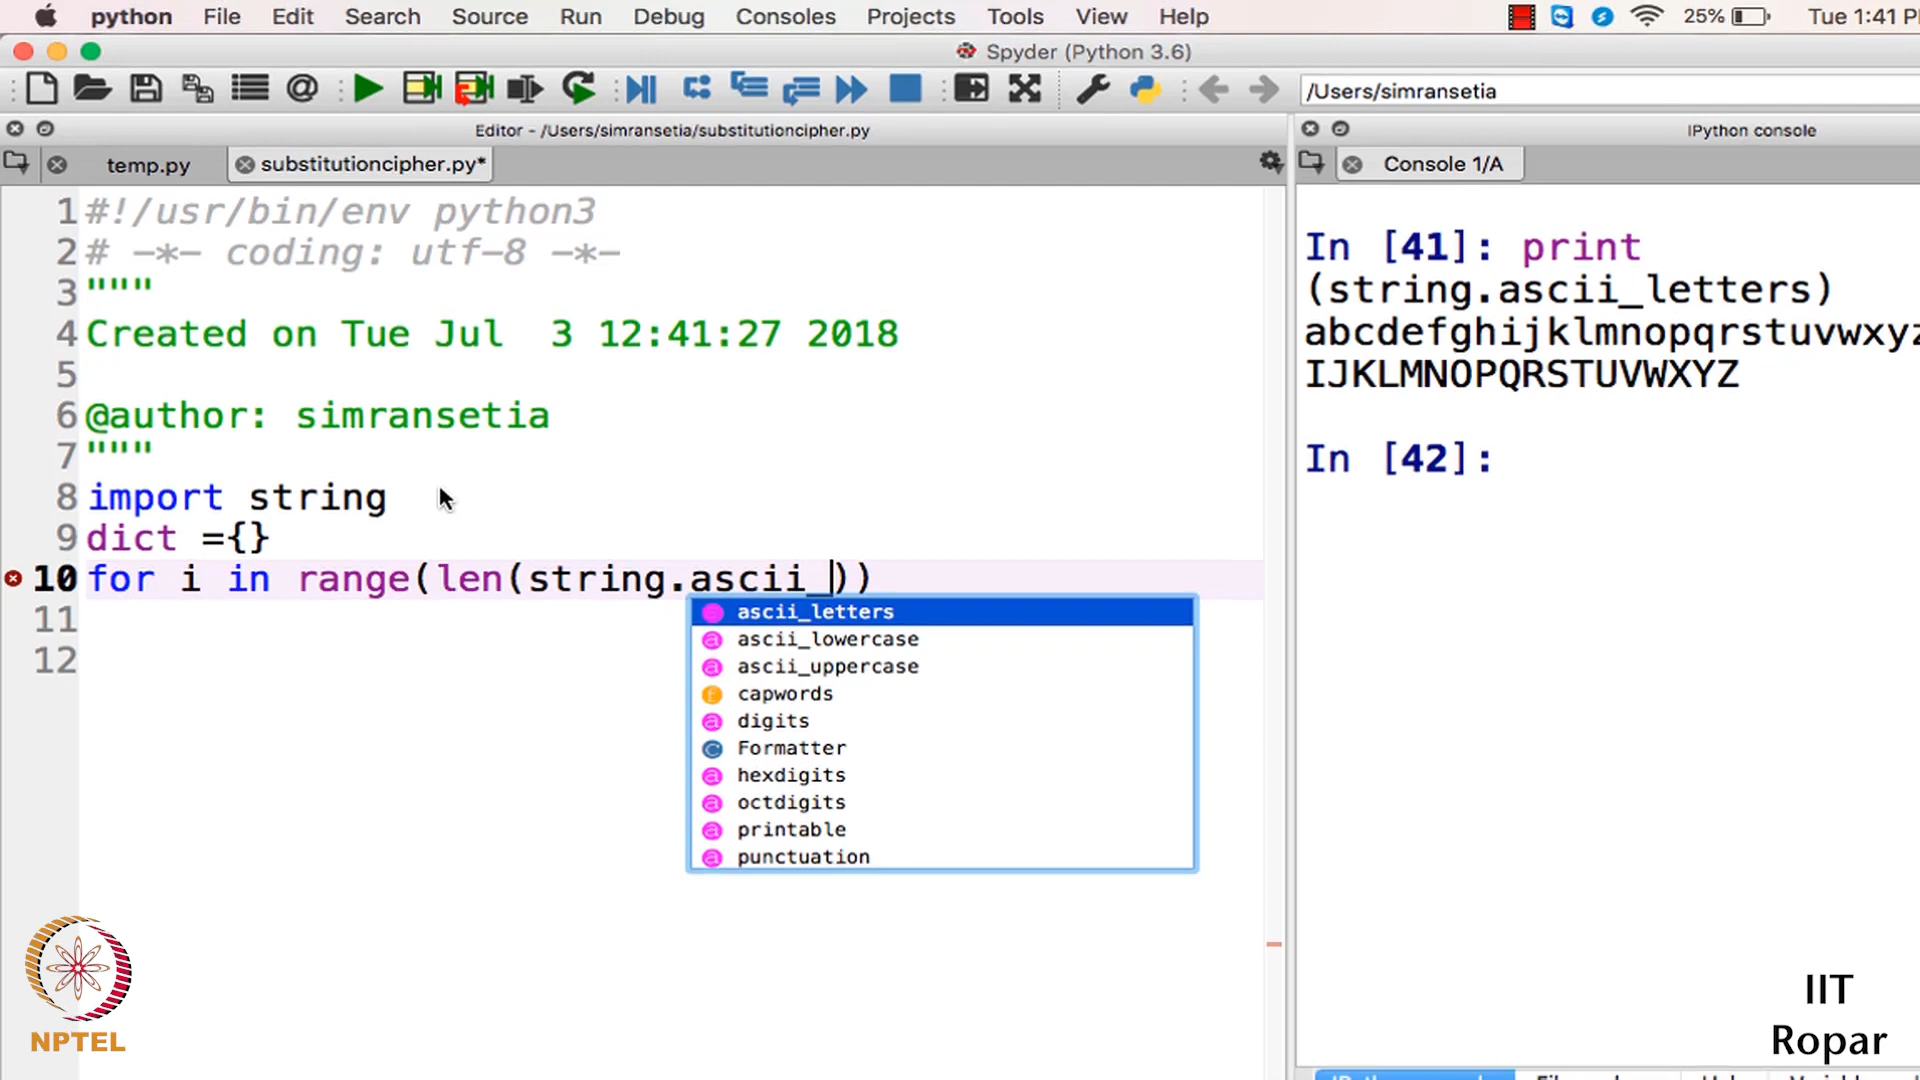 python File Edit Search Source Run Debug Consoles Projects Tools View Help 25% Tue 1:41
Spyder (Python 3.6)
/Users/simransetia
Editor - /Users/simransetia/substitutioncipher.py
IPython console
temp.py
substitutioncipher.py*
Console 1/A
1 #!/usr/bin/env python3
2 # -*- coding: utf-8 -*-
3 """
4 Created on Tue Jul  3 12:41:27 2018
5
6 @author: simransetia
7 """
8 import string
9 dict ={}
10 for i in range(len(string.ascii_))
11
12
ascii_letters
ascii_lowercase
ascii_uppercase
capwords
digits
Formatter
hexdigits
octdigits
printable
punctuation
In [41]: print
(string.ascii_letters)
abcdefghijklmnopqrstuvwxyz
IJKLMNOPQRSTUVWXYZ
In [42]:
NPTEL
IIT
Ropar